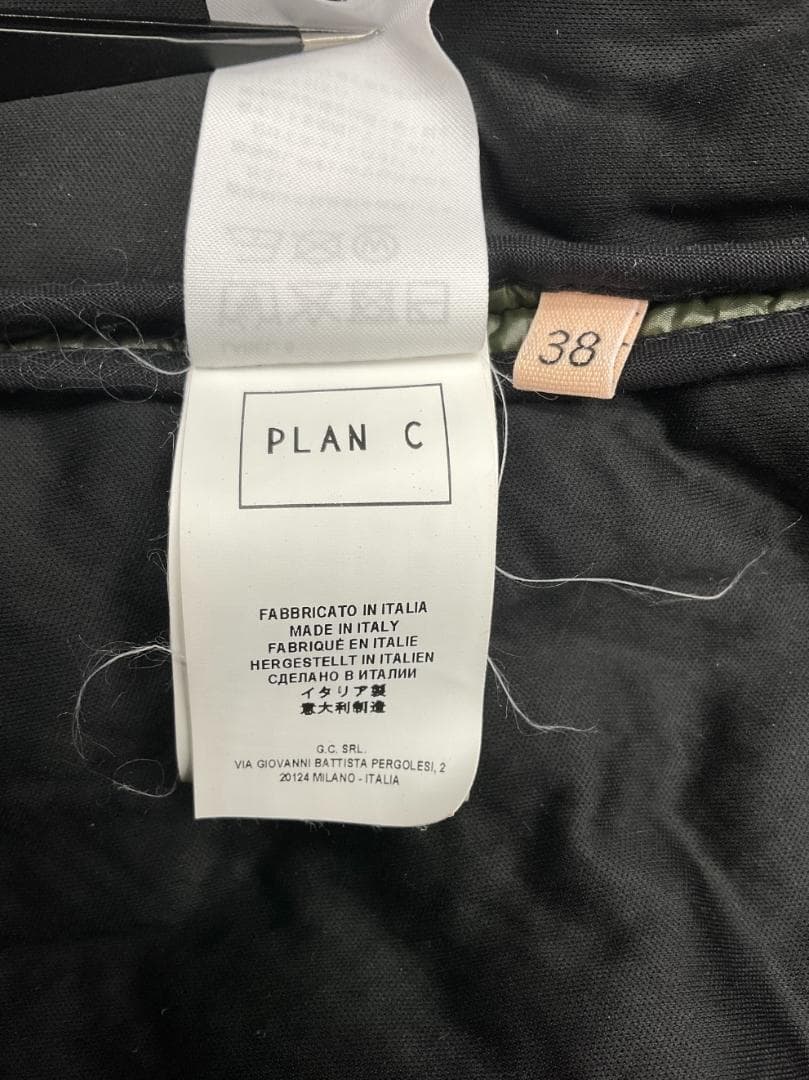 38
PLAN C
FABBRICATO IN ITALIA
MADE IN ITALY
FABRIQUÉ EN ITALIE
HERGESTELLT IN ITALIEN
СДЕЛАНО В ИТАЛИИ
イタリア製
意大利制造
G.C. SRL.
VIA GIOVANNI BATTISTA PERGOLESI, 2
20124 MILANO - ITALIA